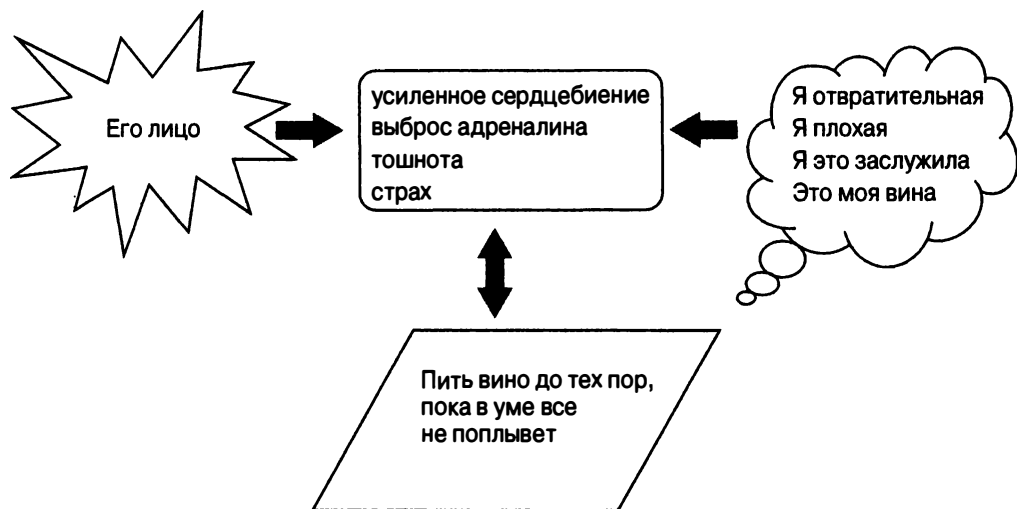 Его лицо
усиленное сердцебиение
выброс адреналина
тошнота
страх
Я отвратительная
Я плохая
Я это заслужила
Это моя вина
Пить вино до тех пор,
пока в уме все
не поплывет